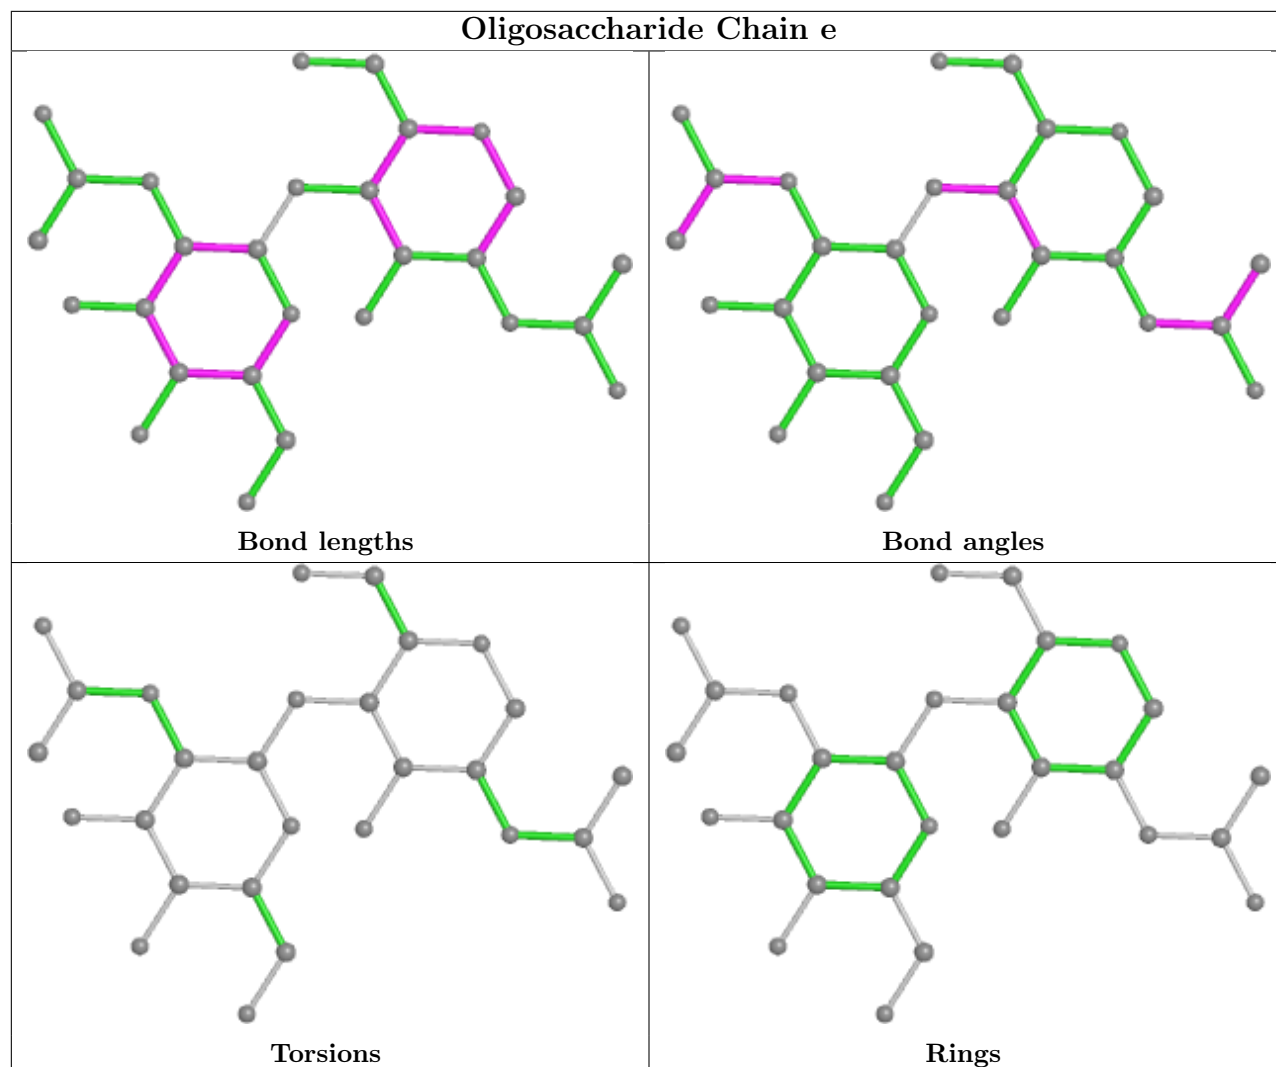 Oligosaccharide Chain e
Bond lengths
Bond angles
Torsions
Rings